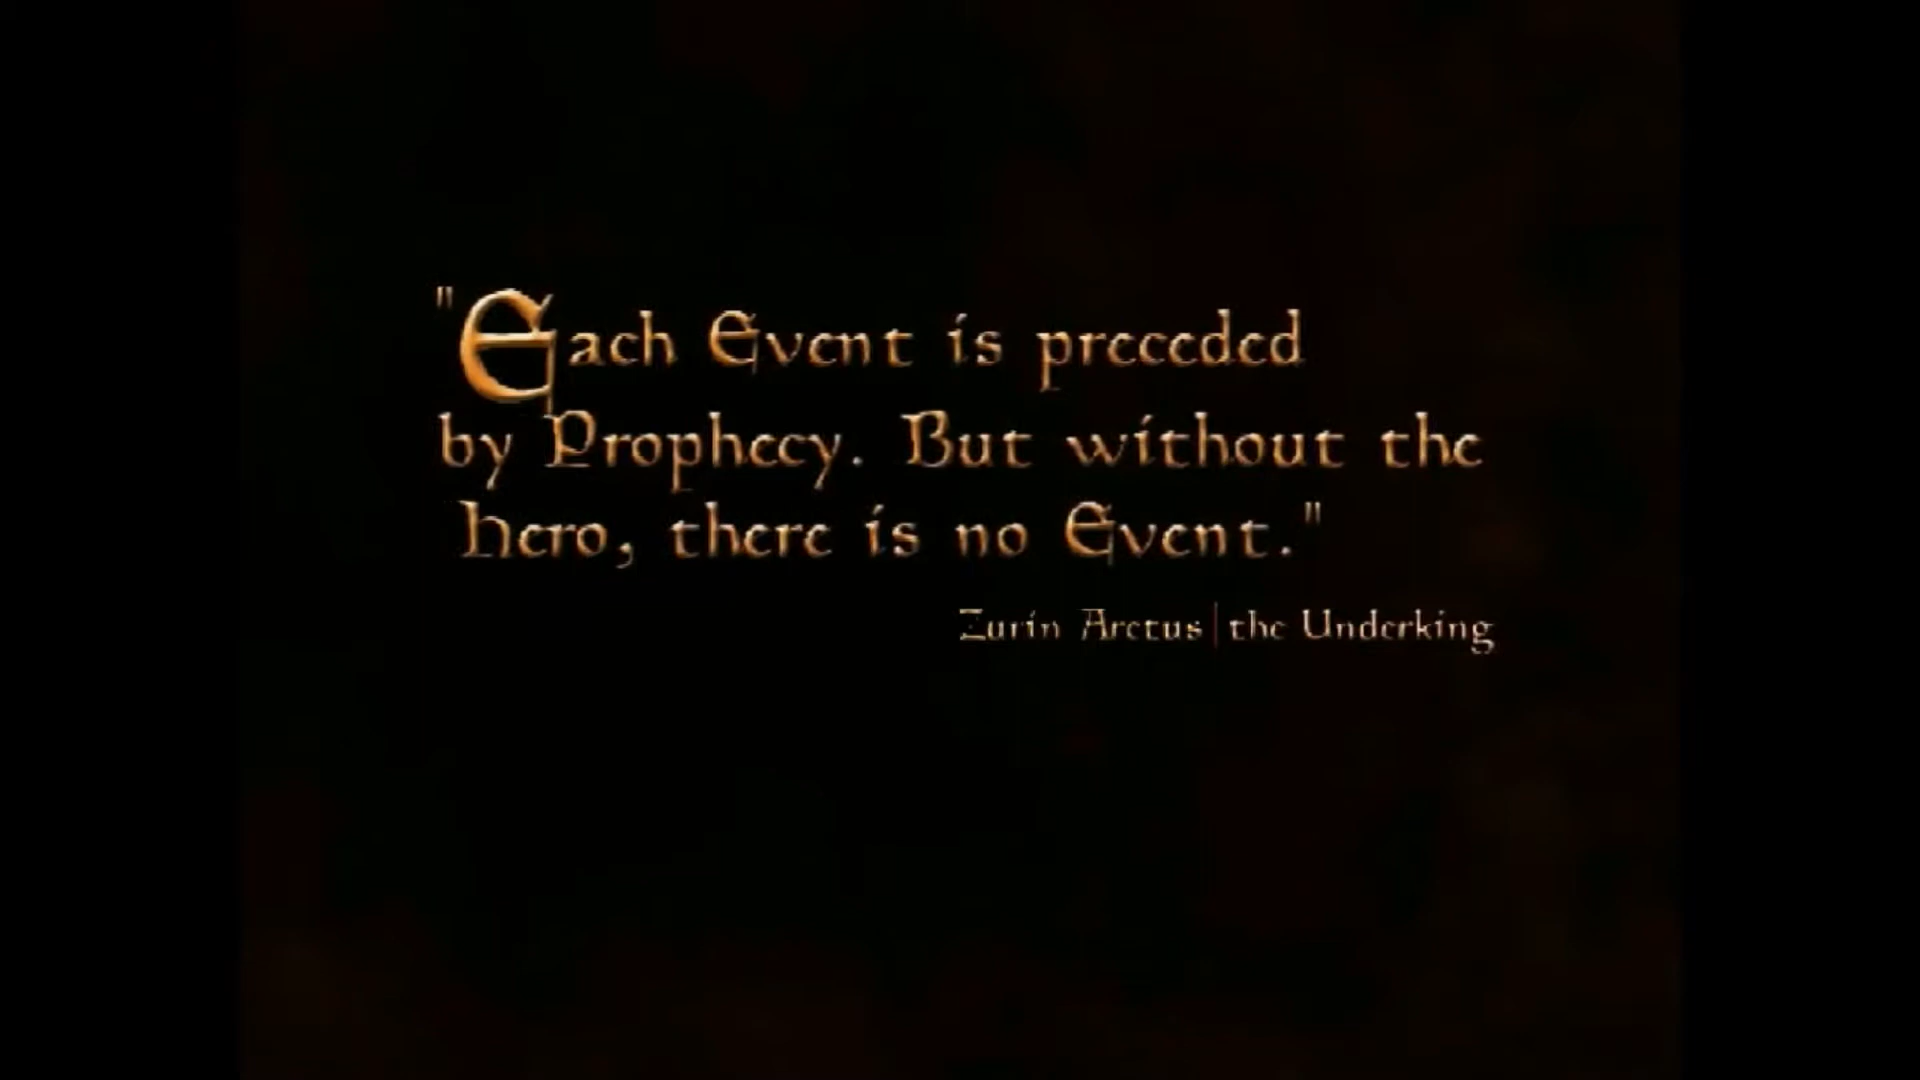 "Each Event is preceded
by Prophecy. But without the
hero, there is no Event."
Zurin Arctus|the Underking